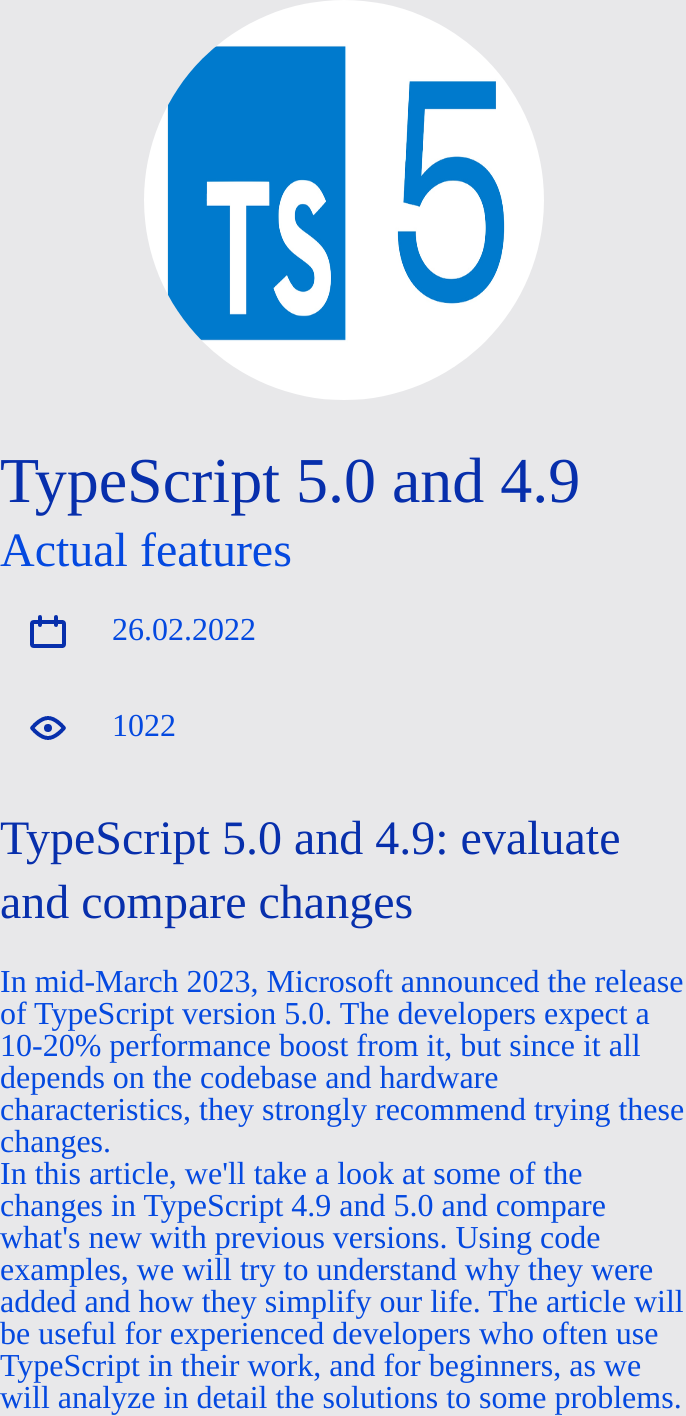 TS 5
TypeScript 5.0 and 4.9
Actual features
26.02.2022
1022
TypeScript 5.0 and 4.9: evaluate
and compare changes
In mid-March 2023, Microsoft announced the release
of TypeScript version 5.0. The developers expect a
10-20% performance boost from it, but since it all
depends on the codebase and hardware
characteristics, they strongly recommend trying these
changes.
In this article, we'll take a look at some of the
changes in TypeScript 4.9 and 5.0 and compare
what's new with previous versions. Using code
examples, we will try to understand why they were
added and how they simplify our life. The article will
be useful for experienced developers who often use
TypeScript in their work, and for beginners, as we
will analyze in detail the solutions to some problems.